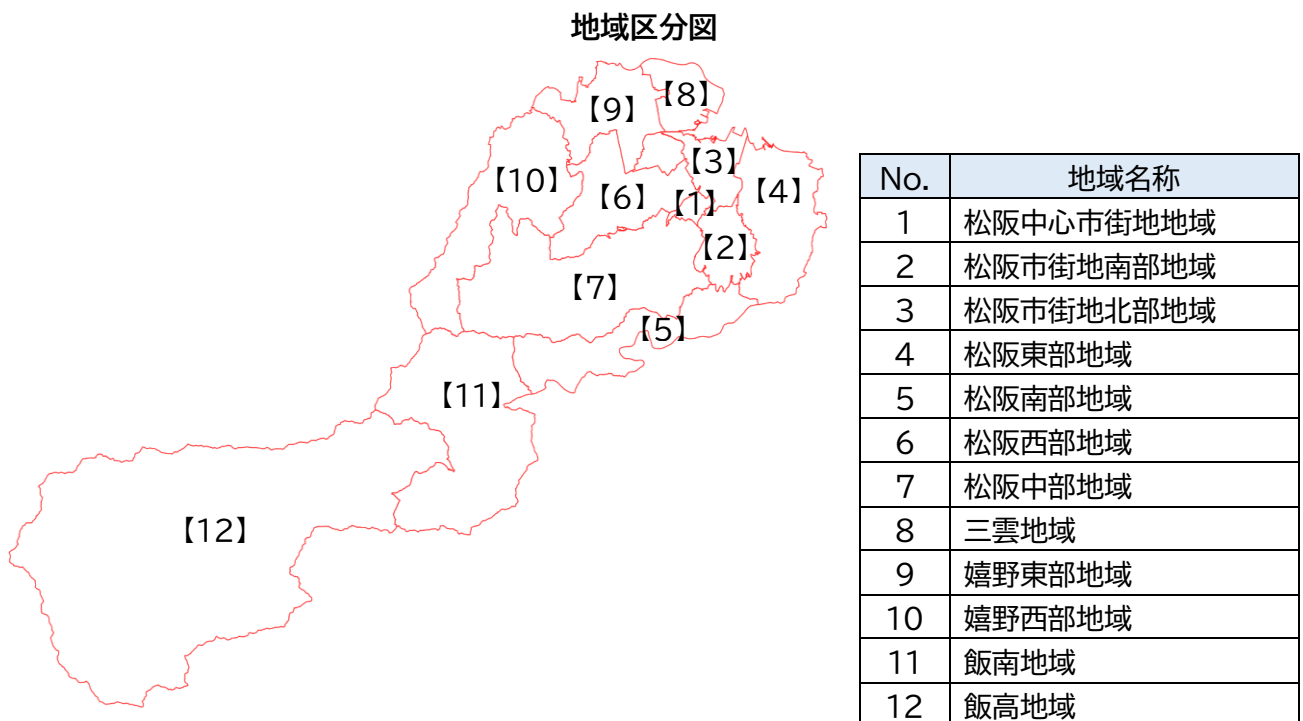 地域区分図
【8】
【9】
【3】
【10】
【4】
【6】
【1】
【2】
【7】
【5】
【11】
【12】
No. 地域名称
1 松阪中心市街地地域
2 松阪市街地南部地域
3 松阪市街地北部地域
4 松阪東部地域
5 松阪南部地域
6 松阪西部地域
7 松阪中部地域
8 三雲地域
9 嬉野東部地域
10 嬉野西部地域
11 飯南地域
12 飯高地域